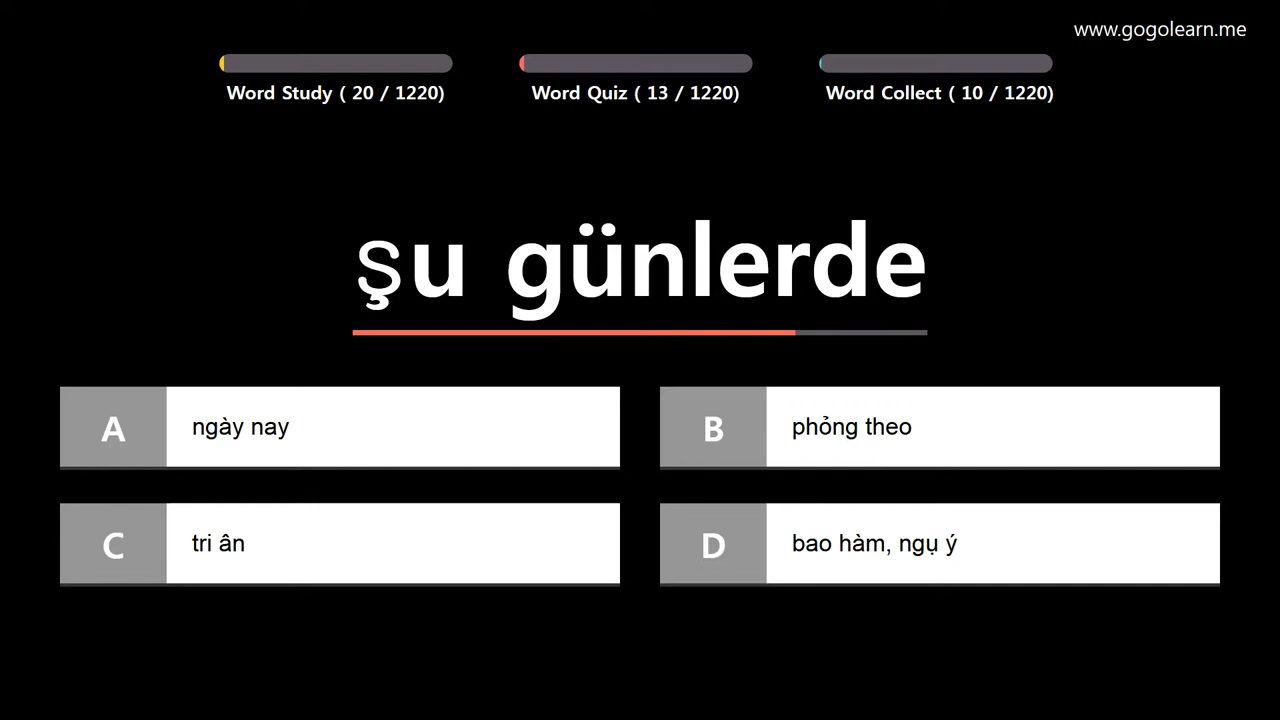 www.gogolearn.me
Word Study ( 20 / 1220)
Word Quiz ( 13 / 1220)
Word Collect ( 10 / 1220)
şu günlerde
A
ngày nay
B
phỏng theo
C
tri ân
D
bao hàm, ngụ ý